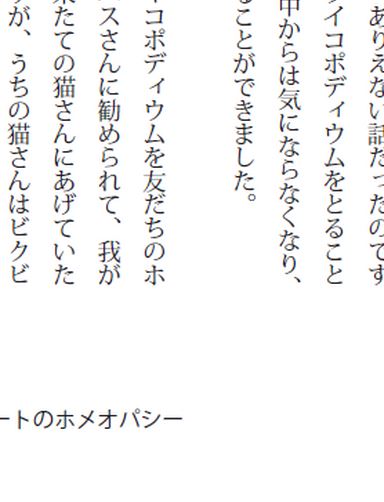 ありえない話だったのです
イコポディウムをとること
中からは気にならなくなり、
ることができました。
コポディウムを友だちのホ
スさんに勧められて、我が
たての猫さんにあげていた
が、うちの猫さんはビクビ
ートのホメオパシー